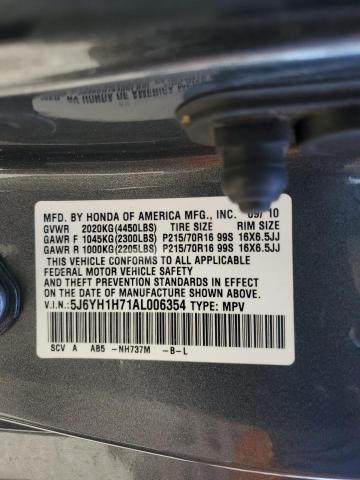 MFD. BY HONDA OF AMERICA MFG., INC. 09/10
GVWR 2020KG(4450LBS) TIRE SIZE RIM SIZE
GAWR F 1045KG(2300LBS) P215/70R16 99S 16X6.5JJ
GAWR R 1000KG(2205LBS) P215/70R16 99S 16X6.5JJ
THIS VEHICLE CONFORMS TO ALL APPLICABLE
FEDERAL MOTOR VEHICLE SAFETY, BUMPER,
AND THEFT PREVENTION STANDARDS IN EFFECT
ON THE DATE OF MANUFACTURE SHOWN ABOVE.
V.I.N.: 5J6YH1H71AL006354 TYPE: MPV
SCV A AB5 -NH737M -B-L